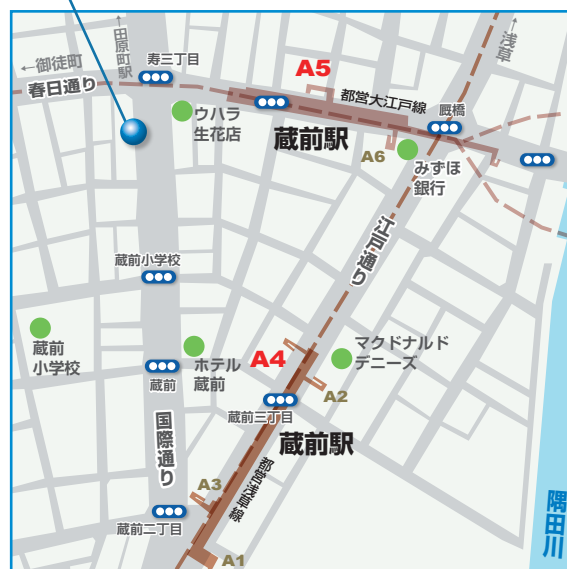 ←浅草
←田原町駅
寿三丁目
←御徒町
春日通り
A5
都営大江戸線
厩橋
ウハラ
生花店
蔵前駅
A6
みずほ
銀行
江戸通り
蔵前小学校
蔵前
小学校
ホテル
蔵前
A4
マクドナルド
デニーズ
蔵前
A2
蔵前三丁目
国際通り
蔵前駅
都営浅草線
A3
蔵前二丁目
A1
隅田川